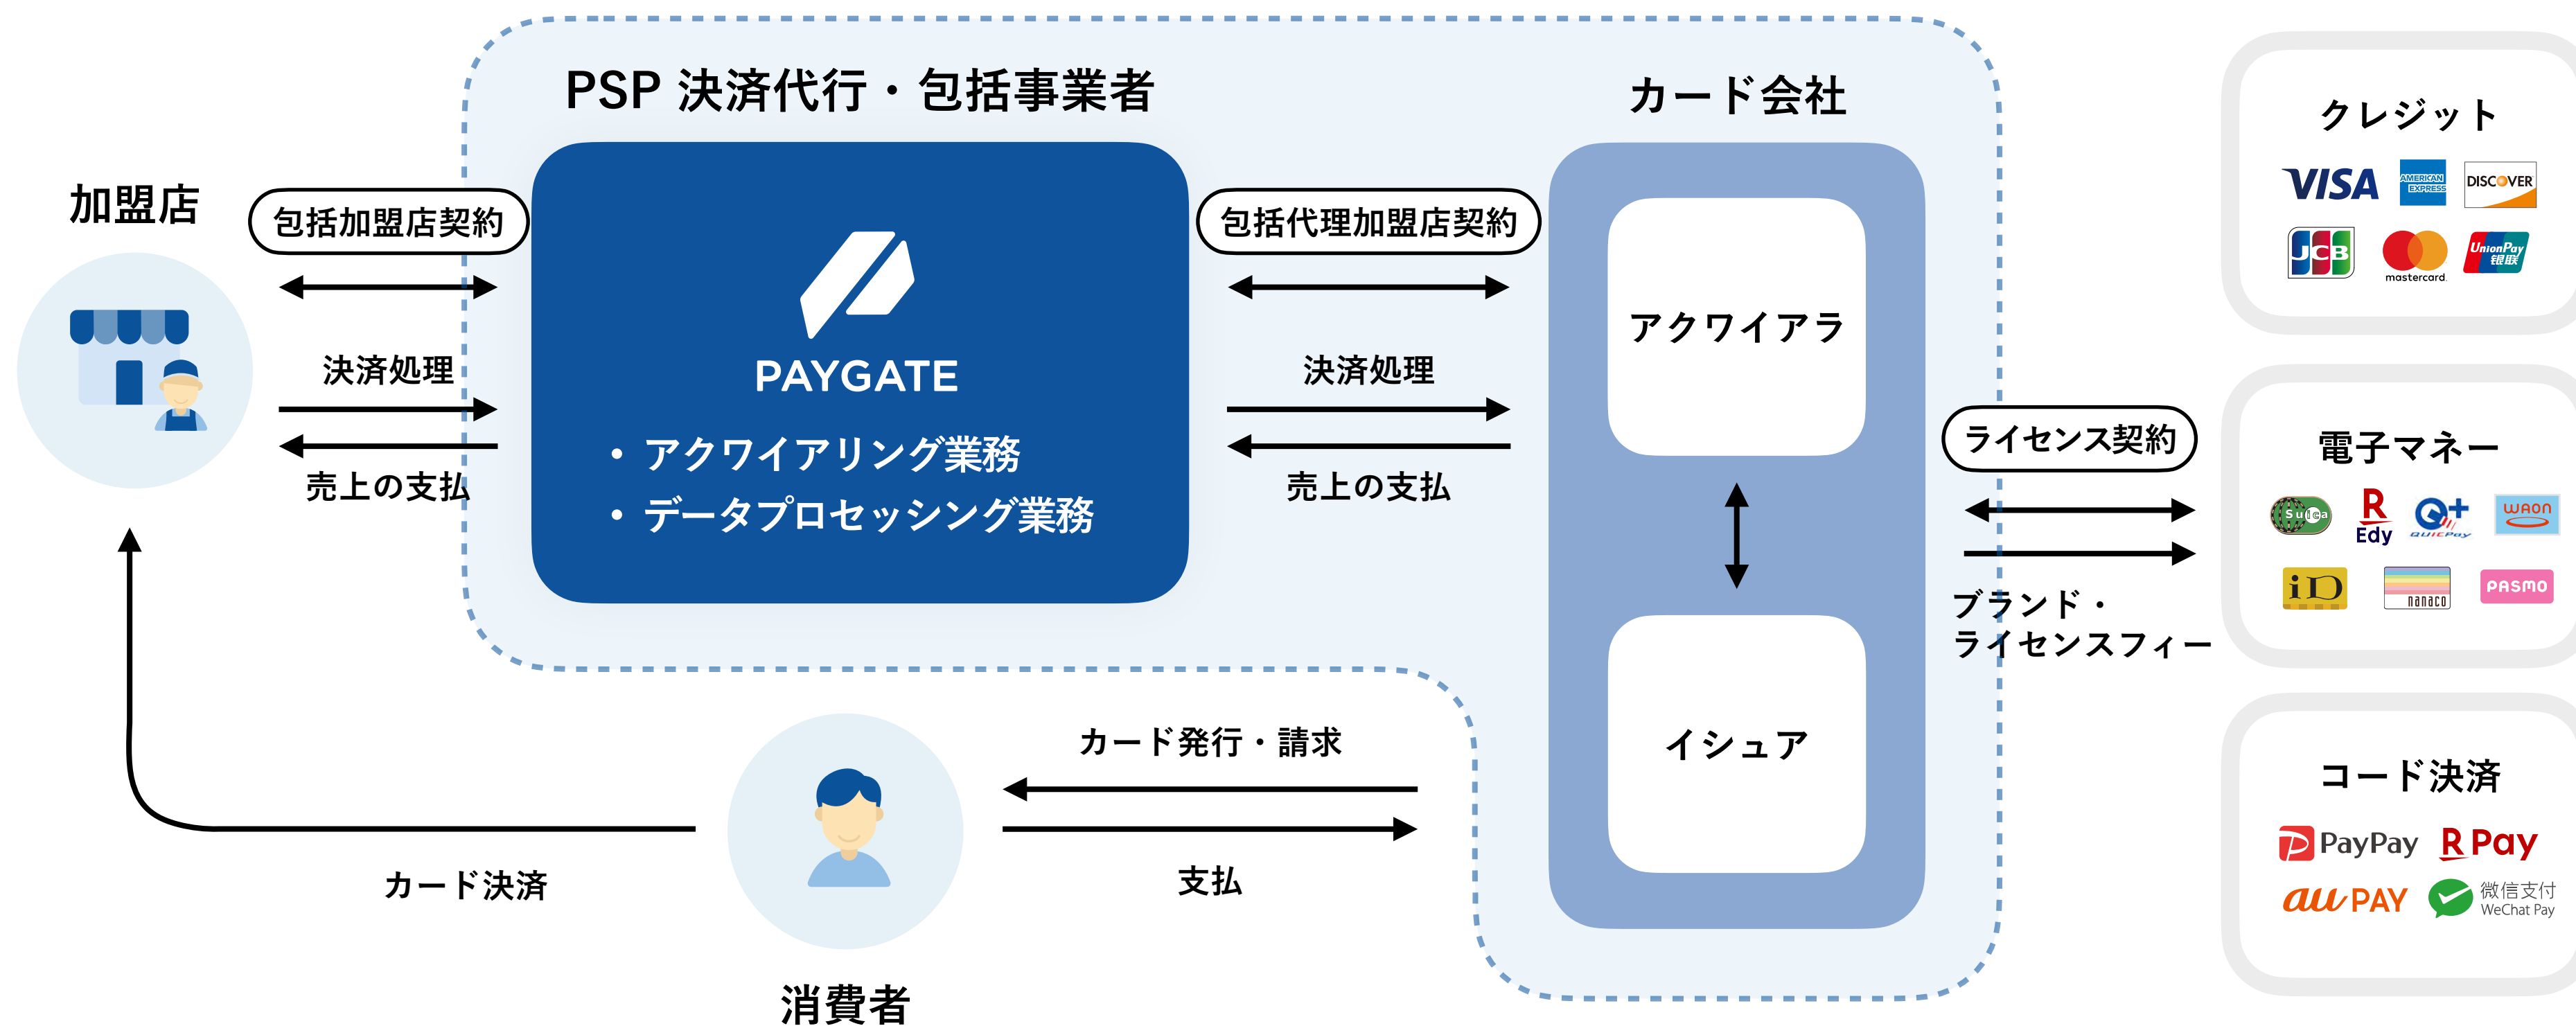 PSP 決済代行・包括事業者
カード会社
加盟店
包括加盟店契約
決済処理
売上の支払
PAYGATE
・アクワイアリング業務
・データプロセッシング業務
包括代理加盟店契約
決済処理
売上の支払
アクワイアラ
イシュア
ライセンス契約
ブランド・
ライセンスフィー
カード発行・請求
支払
カード決済
消費者
クレジット
VISA
AMERICAN
EXPRESS
DISCOVER
JCB
mastercard.
UnionPay
银联
電子マネー
Suica
R
Edy
QUICPay
WAON
iD
nanaco
PASMO
コード決済
PayPay
R Pay
au PAY
微信支付
WeChat Pay